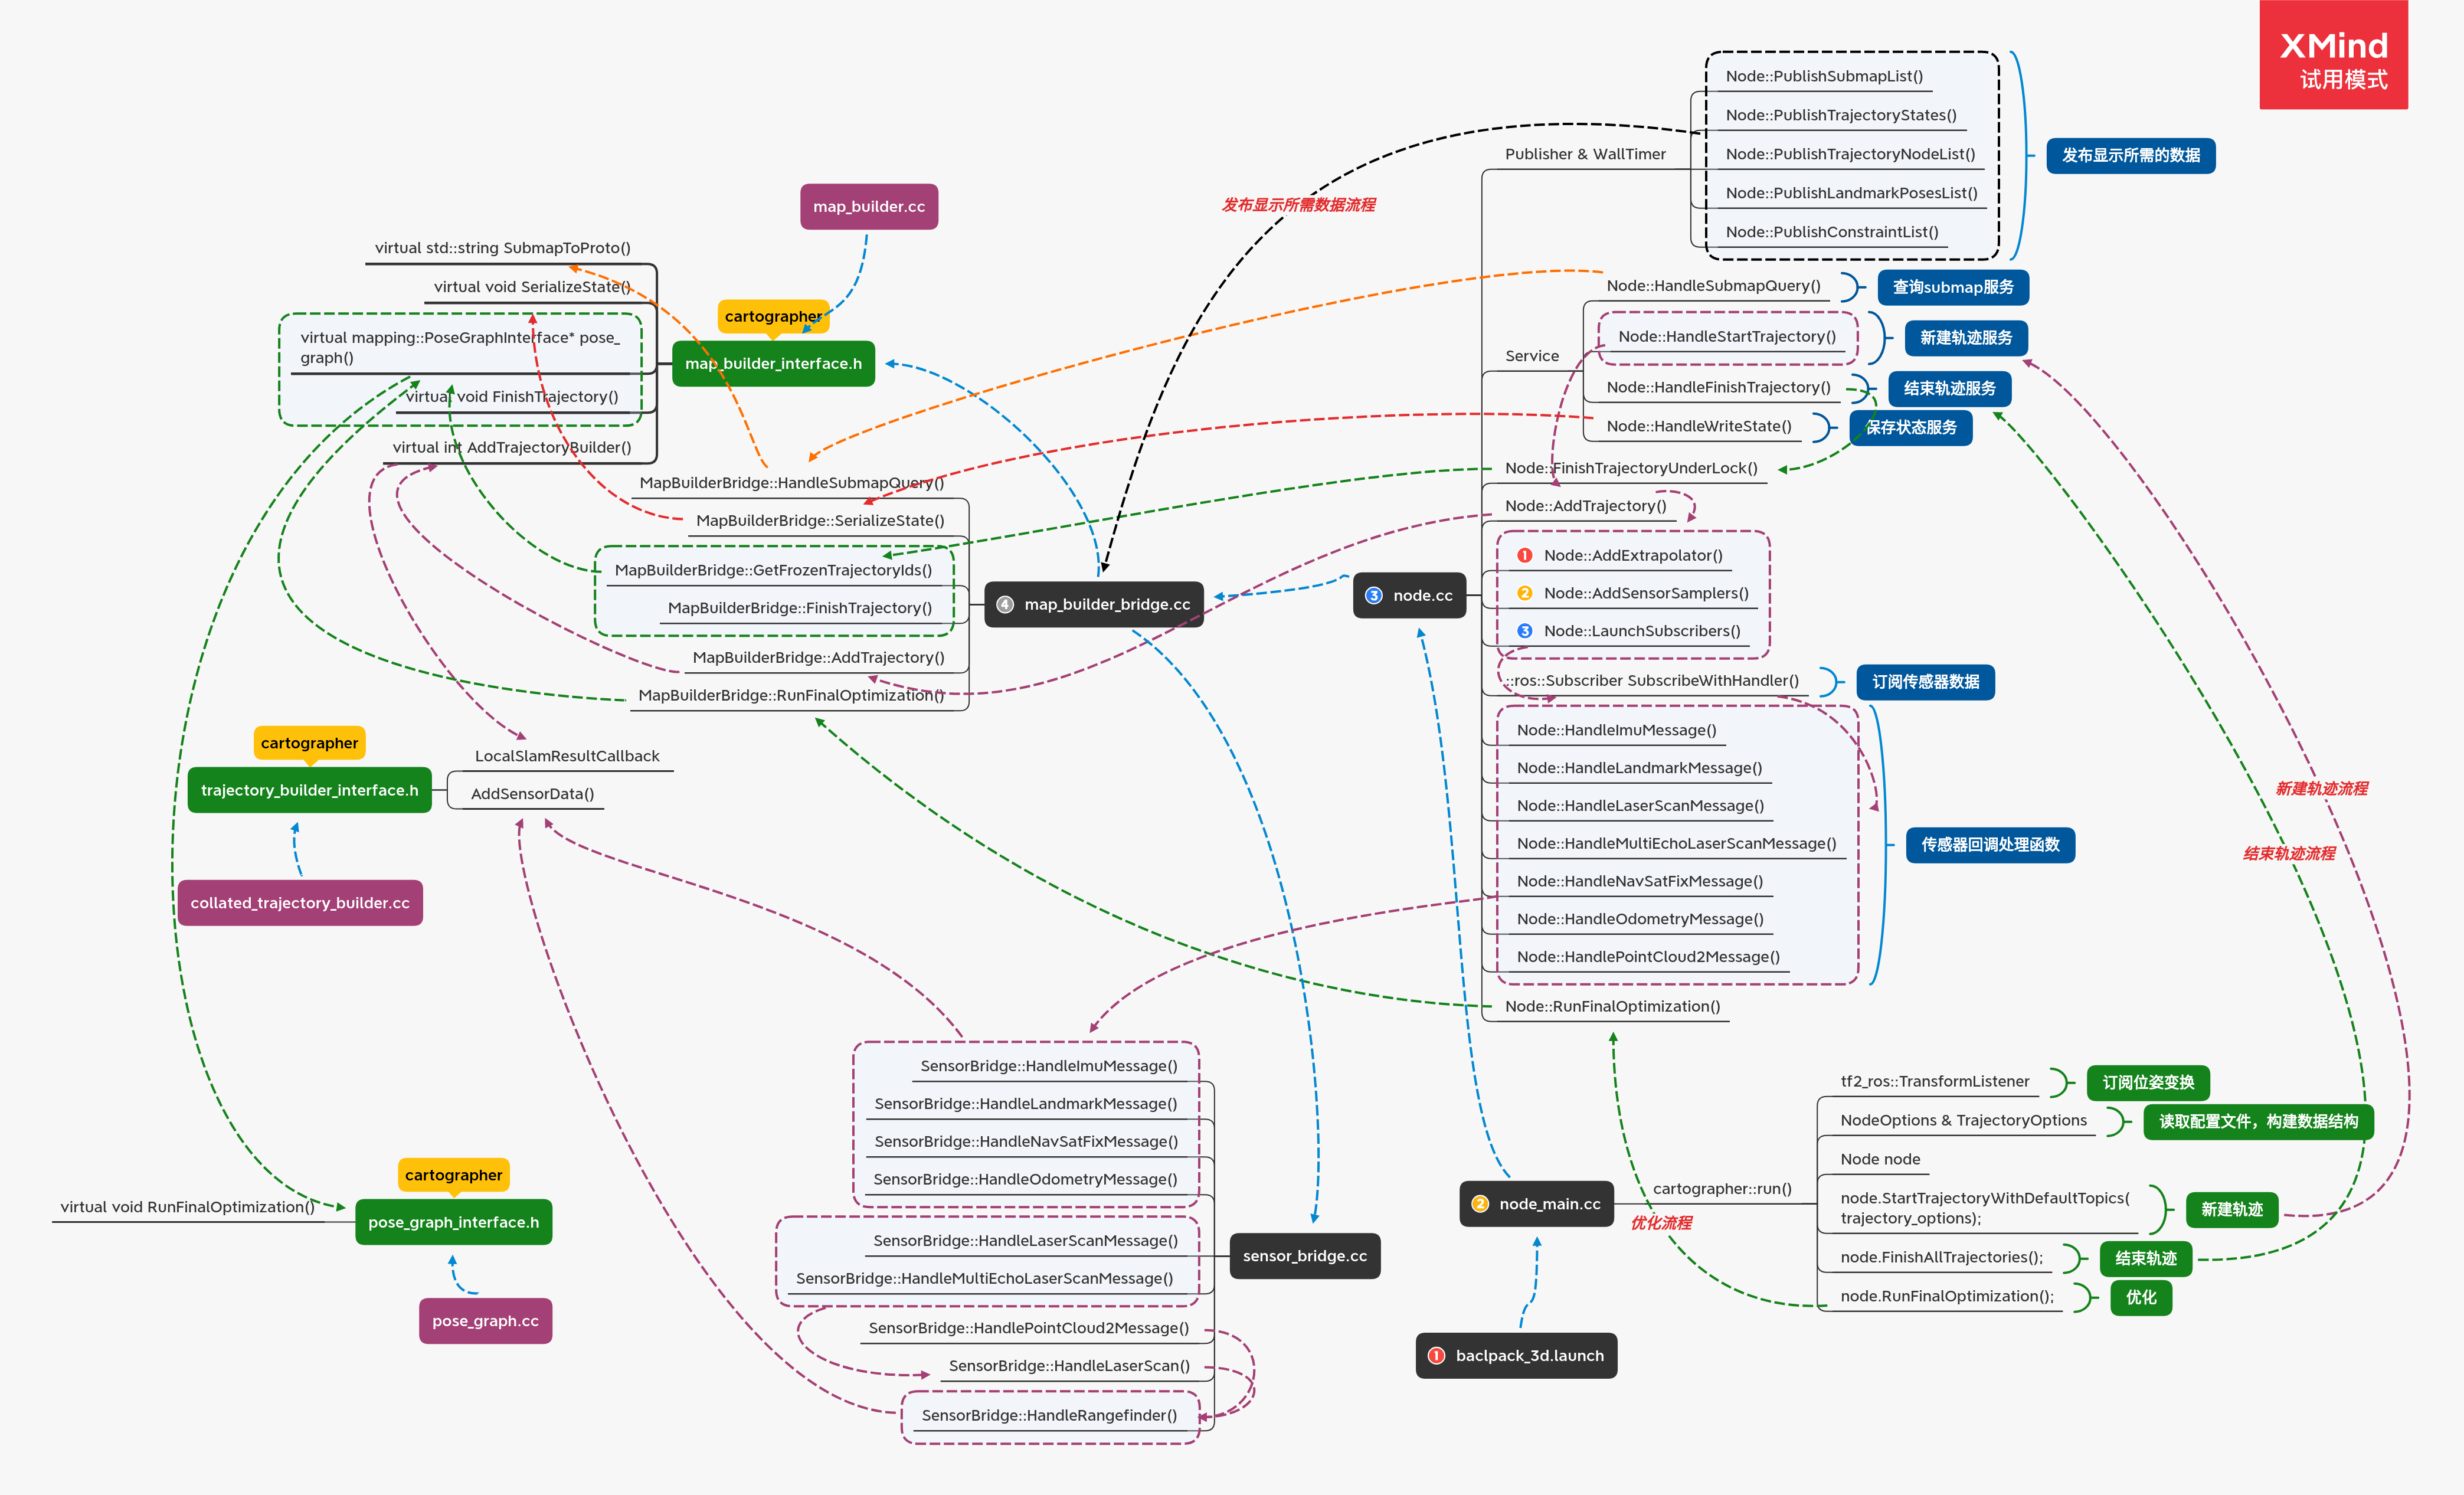 XMind
试用模式
Node::PublishSubmapList()
Node::PublishTrajectoryStates()
Publisher & WallTimer
Node::PublishTrajectoryNodeList()
Node::PublishLandmarkPosesList()
Node::PublishConstraintList()
发布显示所需的数据
发布显示所需数据流程
map_builder.cc
virtual std::string SubmapToProto()
virtual void SerializeState()
virtual mapping::PoseGraphInterface* pose_
graph()
virtual void FinishTrajectory()
virtual int AddTrajectoryBuilder()
cartographer
map_builder_interface.h
Node::HandleSubmapQuery()
查询submap服务
Service
Node::HandleStartTrajectory()
新建轨迹服务
Node::HandleFinishTrajectory()
结束轨迹服务
Node::HandleWriteState()
保存状态服务
Node::FinishTrajectoryUnderLock()
Node::AddTrajectory()
1 Node::AddExtrapolator()
2 Node::AddSensorSamplers()
3 Node::LaunchSubscribers()
::ros::Subscriber SubscribeWithHandler()
订阅传感器数据
Node::HandleImuMessage()
Node::HandleLandmarkMessage()
Node::HandleLaserScanMessage()
Node::HandleMultiEchoLaserScanMessage()
Node::HandleNavSatFixMessage()
Node::HandleOdometryMessage()
Node::HandlePointCloud2Message()
传感器回调处理函数
Node::RunFinalOptimization()
3 node.cc
MapBuilderBridge::HandleSubmapQuery()
MapBuilderBridge::SerializeState()
MapBuilderBridge::GetFrozenTrajectoryIds()
MapBuilderBridge::FinishTrajectory()
MapBuilderBridge::AddTrajectory()
MapBuilderBridge::RunFinalOptimization()
4 map_builder_bridge.cc
cartographer
trajectory_builder_interface.h
LocalSlamResultCallback
AddSensorData()
collated_trajectory_builder.cc
新建轨迹流程
结束轨迹流程
SensorBridge::HandleImuMessage()
SensorBridge::HandleLandmarkMessage()
SensorBridge::HandleNavSatFixMessage()
SensorBridge::HandleOdometryMessage()
SensorBridge::HandleLaserScanMessage()
SensorBridge::HandleMultiEchoLaserScanMessage()
SensorBridge::HandlePointCloud2Message()
SensorBridge::HandleLaserScan()
SensorBridge::HandleRangefinder()
sensor_bridge.cc
cartographer
virtual void RunFinalOptimization()
pose_graph_interface.h
pose_graph.cc
2 node_main.cc
cartographer::run()
优化流程
tf2_ros::TransformListener
订阅位姿变换
NodeOptions & TrajectoryOptions
读取配置文件，构建数据结构
Node node
node.StartTrajectoryWithDefaultTopics(
trajectory_options);
新建轨迹
node.FinishAllTrajectories();
结束轨迹
node.RunFinalOptimization();
优化
1 baclpack_3d.launch